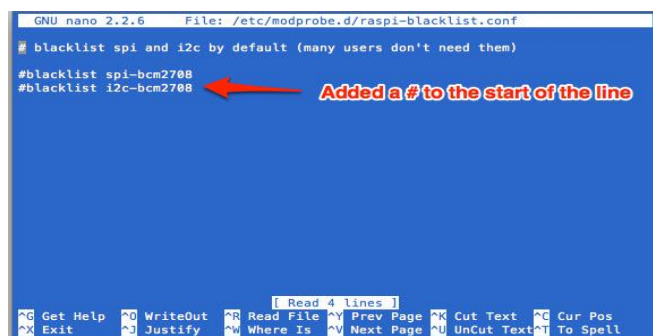 GNU nano 2.2.6 File: /etc/modprobe.d/raspi-blacklist.conf
# blacklist spi and i2c by default (many users don't need them)
#blacklist spi-bcm2708
#blacklist i2c-bcm2708
Added a # to the start of the line
[ Read 4 lines ]
^G Get Help ^O WriteOut ^R Read File ^Y Prev Page ^K Cut Text ^C Cur Pos
^X Exit ^J Justify ^W Where Is ^V Next Page ^U UnCut Text ^T To Spell